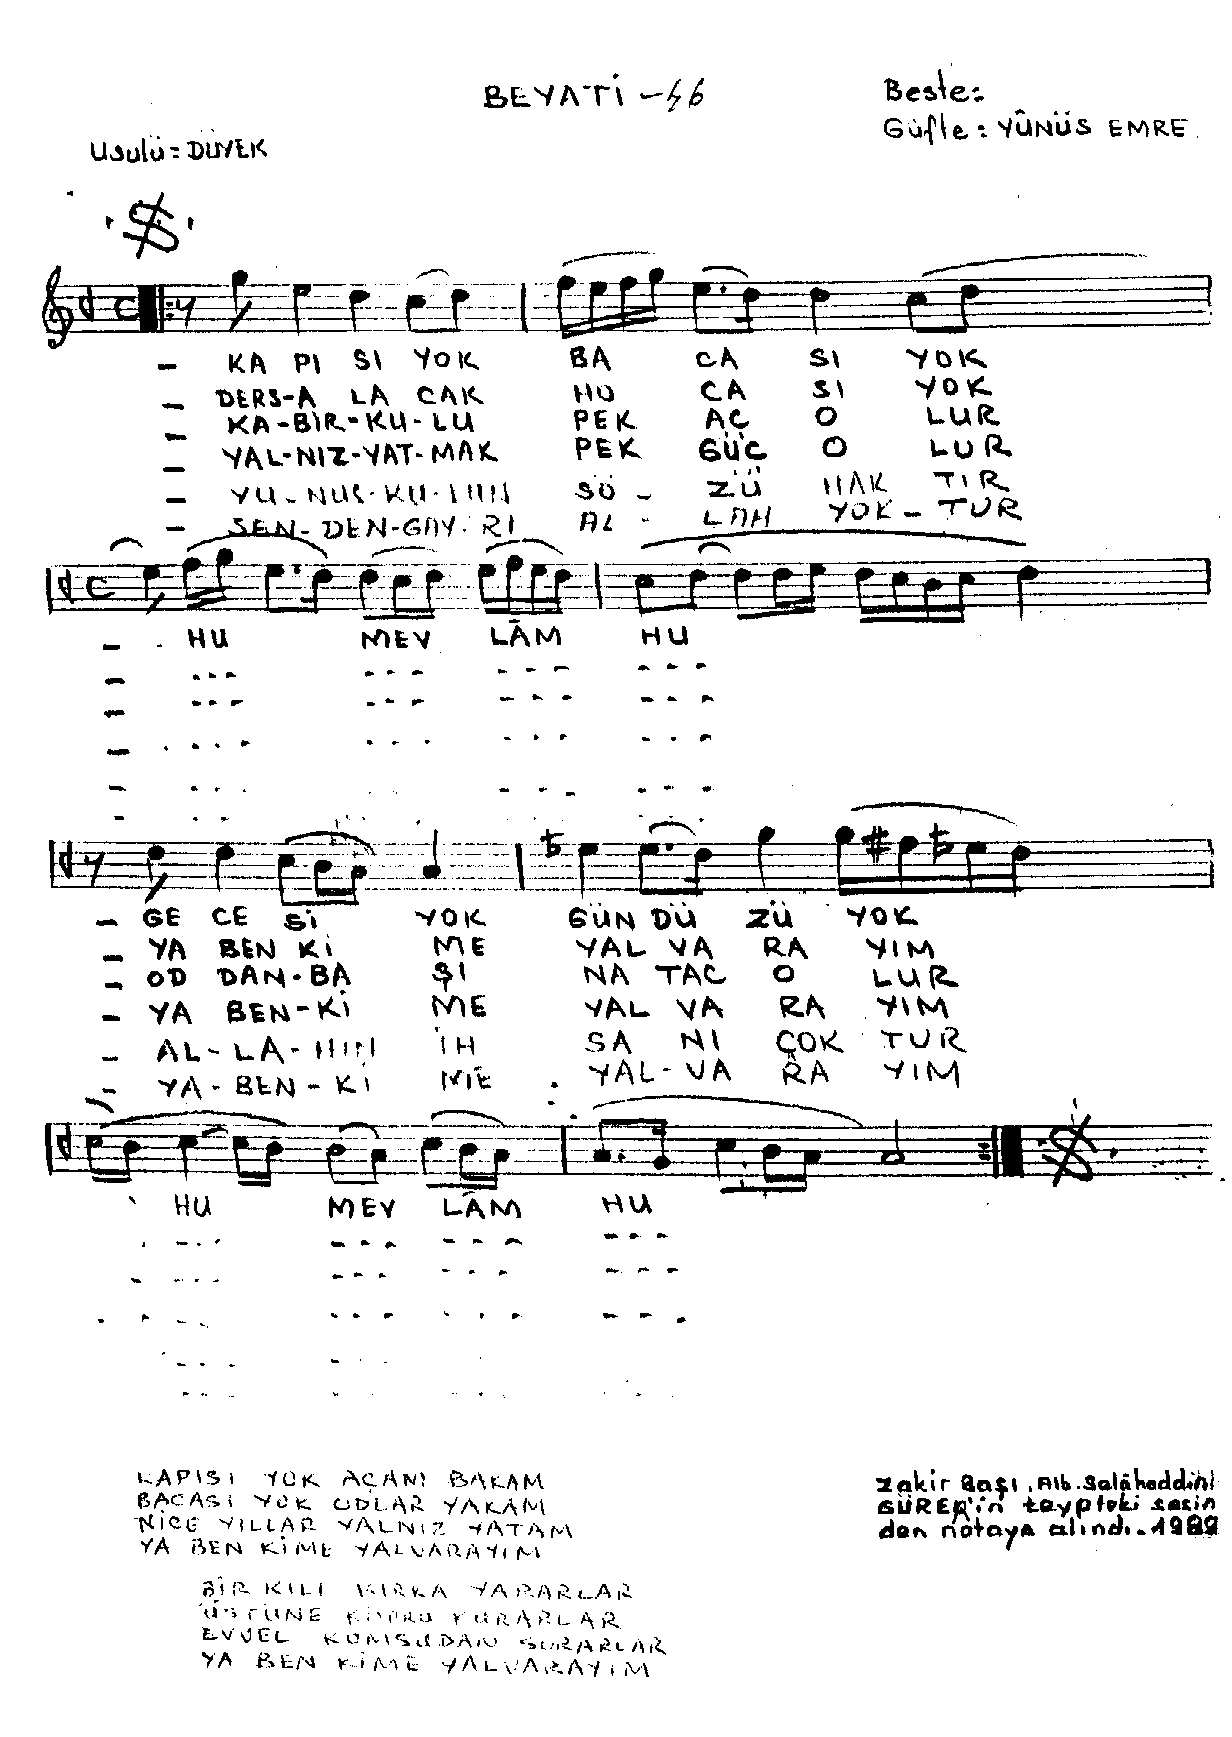 BEYATİ - 46
Beste:
Güfte: YÛNÜS EMRE
Usulü = DÜYEK
- KA PI SI YOK BA CA SI YOK
- DERS-A LA CAK HO CA SI YOK
- KA-BİR-KU-LU PEK AÇ O LUR
- YAL-NIZ-YAT-MAK PEK GÜÇ O LUR
- YU-NUS-KU-LUN SÖ - ZÜ HAK TIR
- SEN-DEN-GAY-RI AL - LAH YOK-TUR
- HU MEV LÂM HU
- GE CE Sİ YOK GÜN DÜ ZÜ YOK
- YA BEN Kİ ME YAL VA RA YIM
- OD DAN-BA ŞI NA TAC O LUR
- YA BEN-Kİ ME YAL VA RA YIM
- AL-LA-HIN İH SA NI ÇOK TUR
- YA-BEN-Kİ ME YAL-VA RA YIM
HU MEV LÂM HU
KAPISI YOK AÇANI BAKAM
BACASI YOK ODLAR YAKAM
NİCE YILLAR YALNIZ YATAM
YA BEN KİME YALVARAYIM
Zakir Başı. Alb. Salâheddin
GÜRER'in teypteki sesin
den notaya alındı. 1989
BİR KILI KIRKA YARARLAR
ÜSTÜNE KÖPRÜ KURARLAR
EVVEL KOMŞUDAN SORARLAR
YA BEN KİME YALVARAYIM